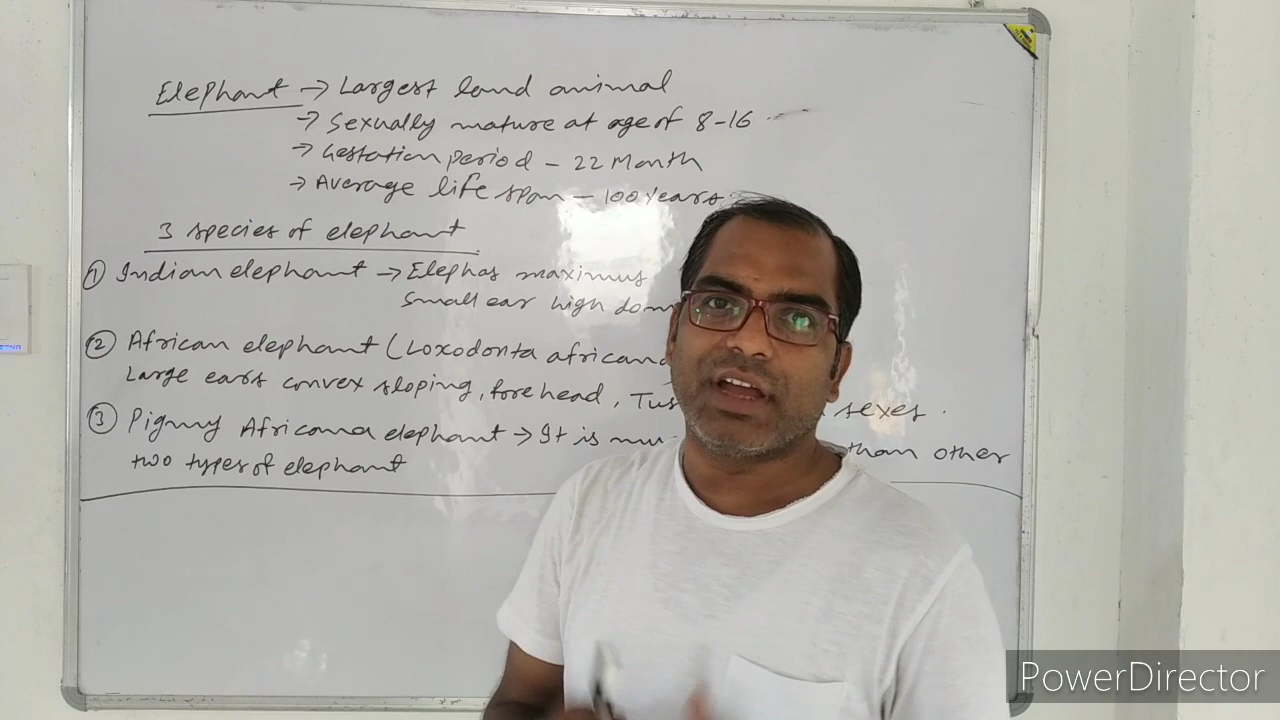 Elephant → Largest land animal
→ Sexually mature at age of 8-16
→ Gestation period - 22 Month
→ Average life span - 100 years.
3 species of elephant
① Indian elephant → Elephas maximus
Small ear high dom
② African elephant (Loxodonta africana
Large ears convex sloping, forehead, Tus sexes.
③ Pigmy Africana elephant → It is mu than other
two types of elephant
PowerDirector